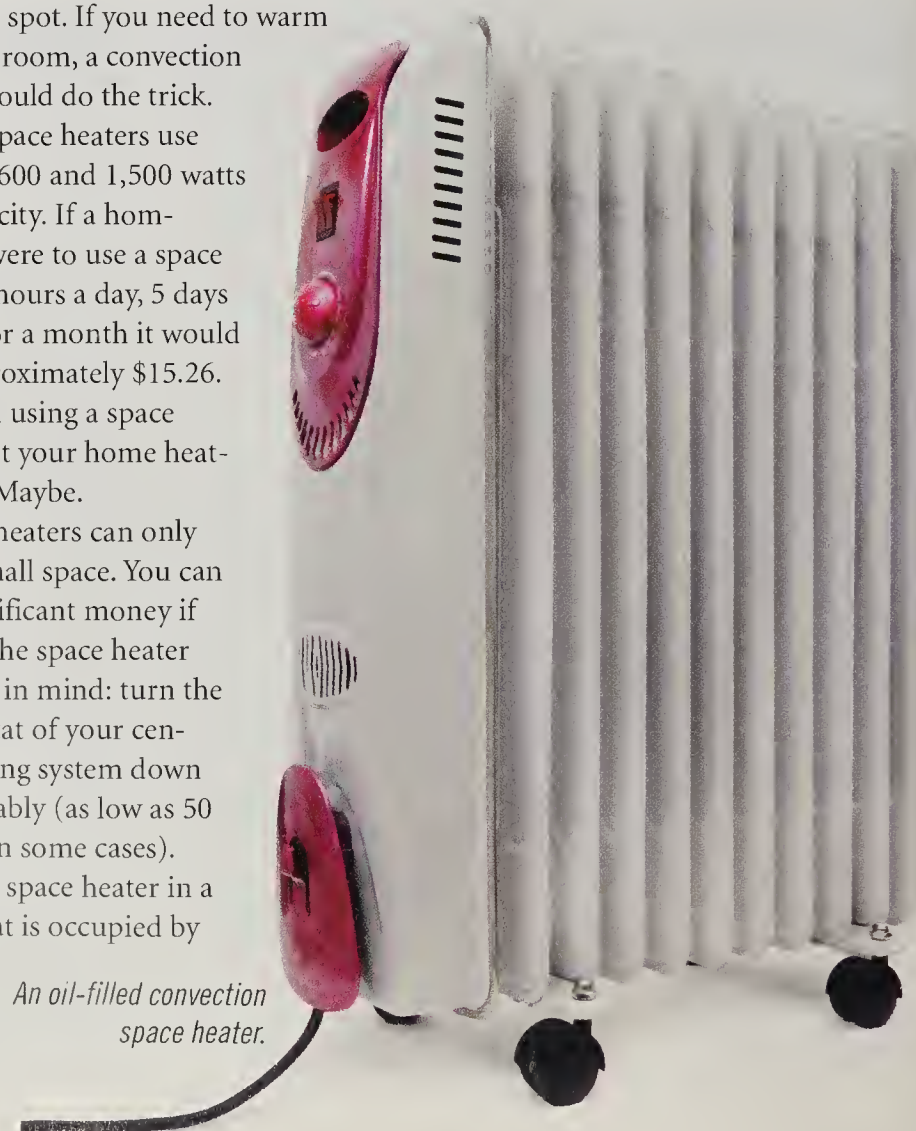 spot. If you need to warm
room, a convection
ould do the trick.
pace heaters use
600 and 1,500 watts
city. If a hom-
vere to use a space
hours a day, 5 days
or a month it would
roximately $15.26.
using a space
t your home heat-
Maybe.
heaters can only
nall space. You can
ificant money if
he space heater
in mind: turn the
at of your cen-
ng system down
ably (as low as 50
n some cases).
space heater in a
at is occupied by
An oil-filled convection
space heater.